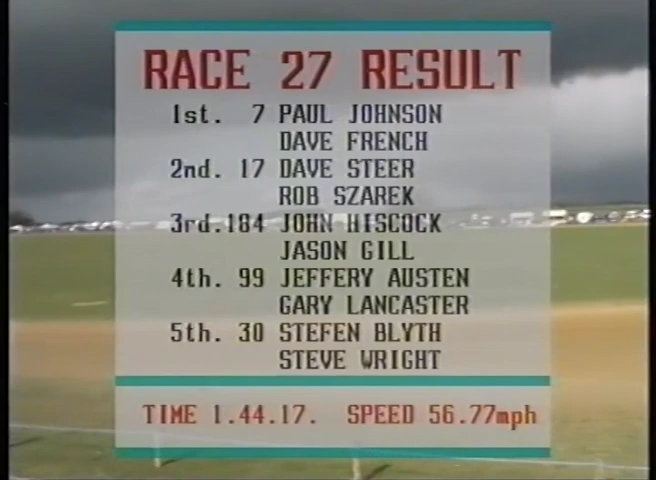 RACE 27 RESULT
1st. 7 PAUL JOHNSON
DAVE FRENCH
2nd. 17 DAVE STEER
ROB SZAREK
3rd.184 JOHN HISCOCK
JASON GILL
4th. 99 JEFFERY AUSTEN
GARY LANCASTER
5th. 30 STEFEN BLYTH
STEVE WRIGHT
TIME 1.44.17. SPEED 56.77mph